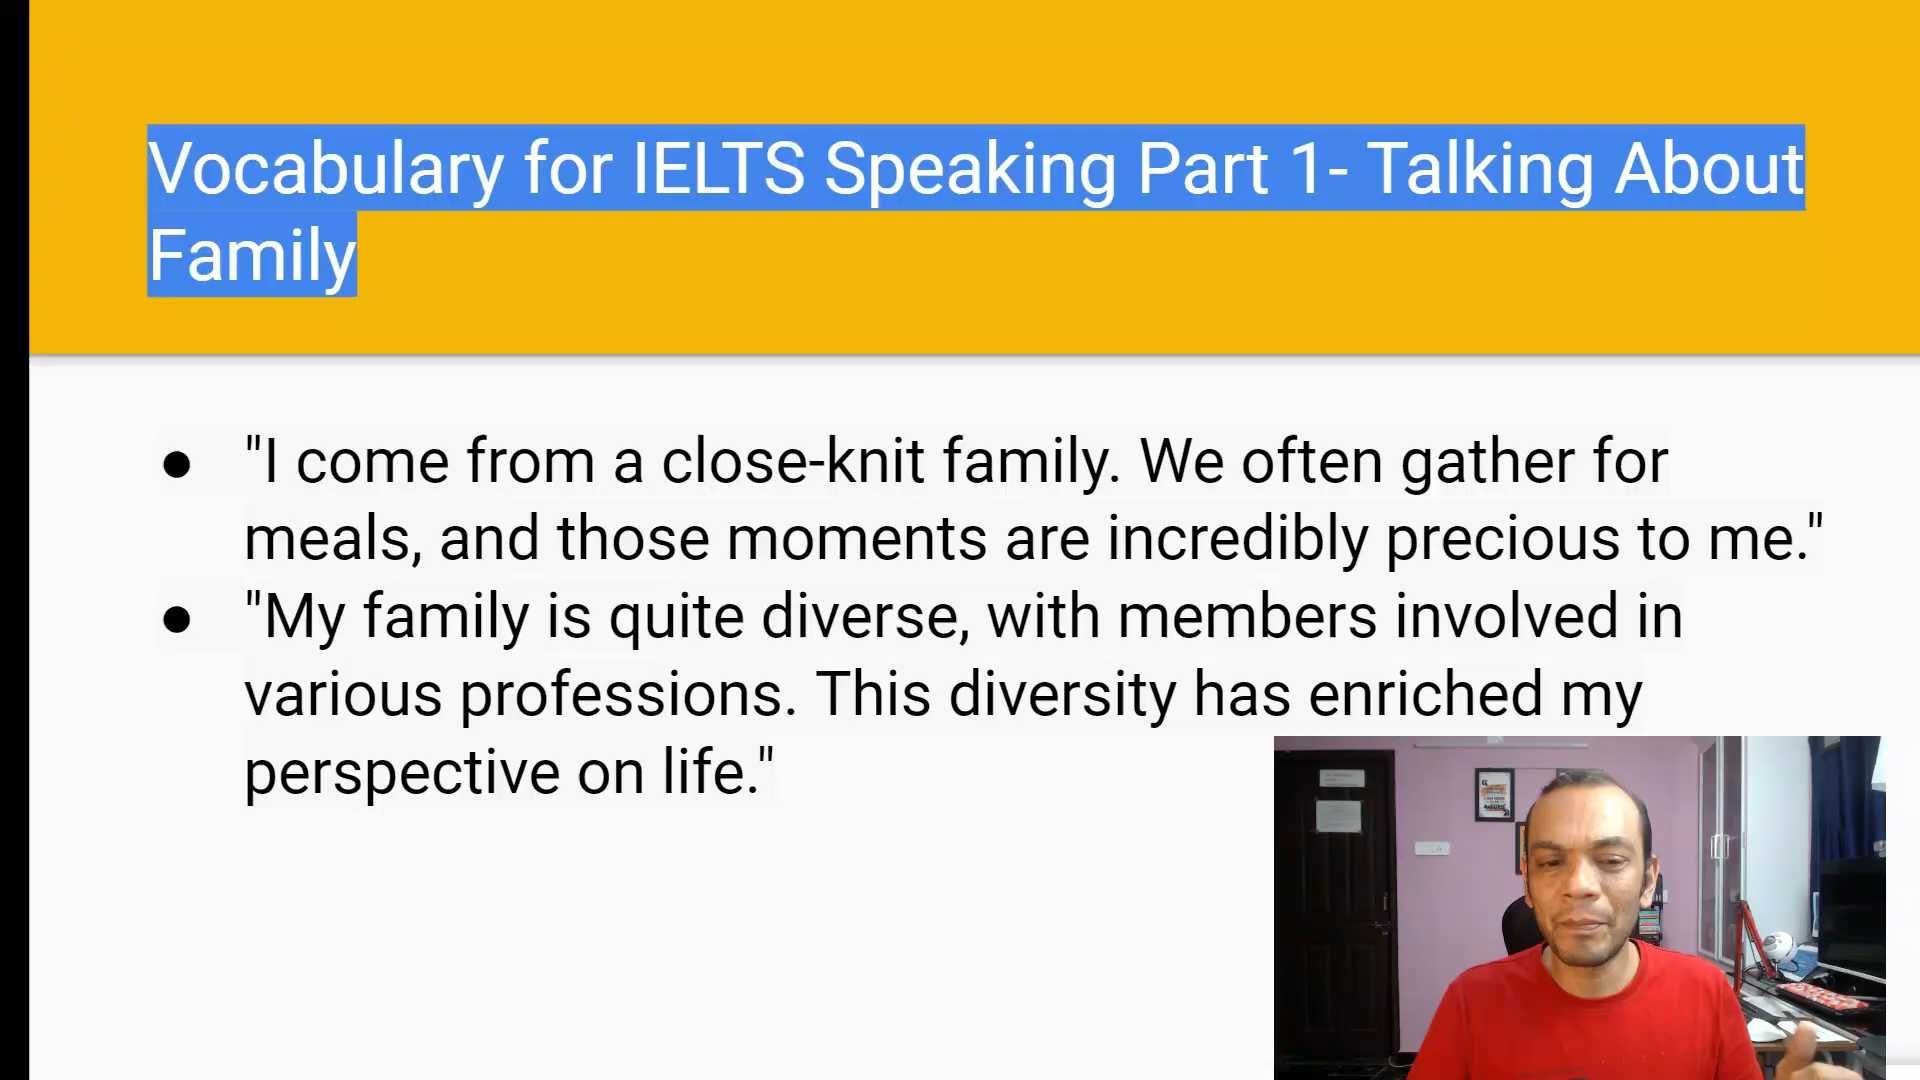 Vocabulary for IELTS Speaking Part 1- Talking About
Family
● "I come from a close-knit family. We often gather for
meals, and those moments are incredibly precious to me."
● "My family is quite diverse, with members involved in
various professions. This diversity has enriched my
perspective on life."